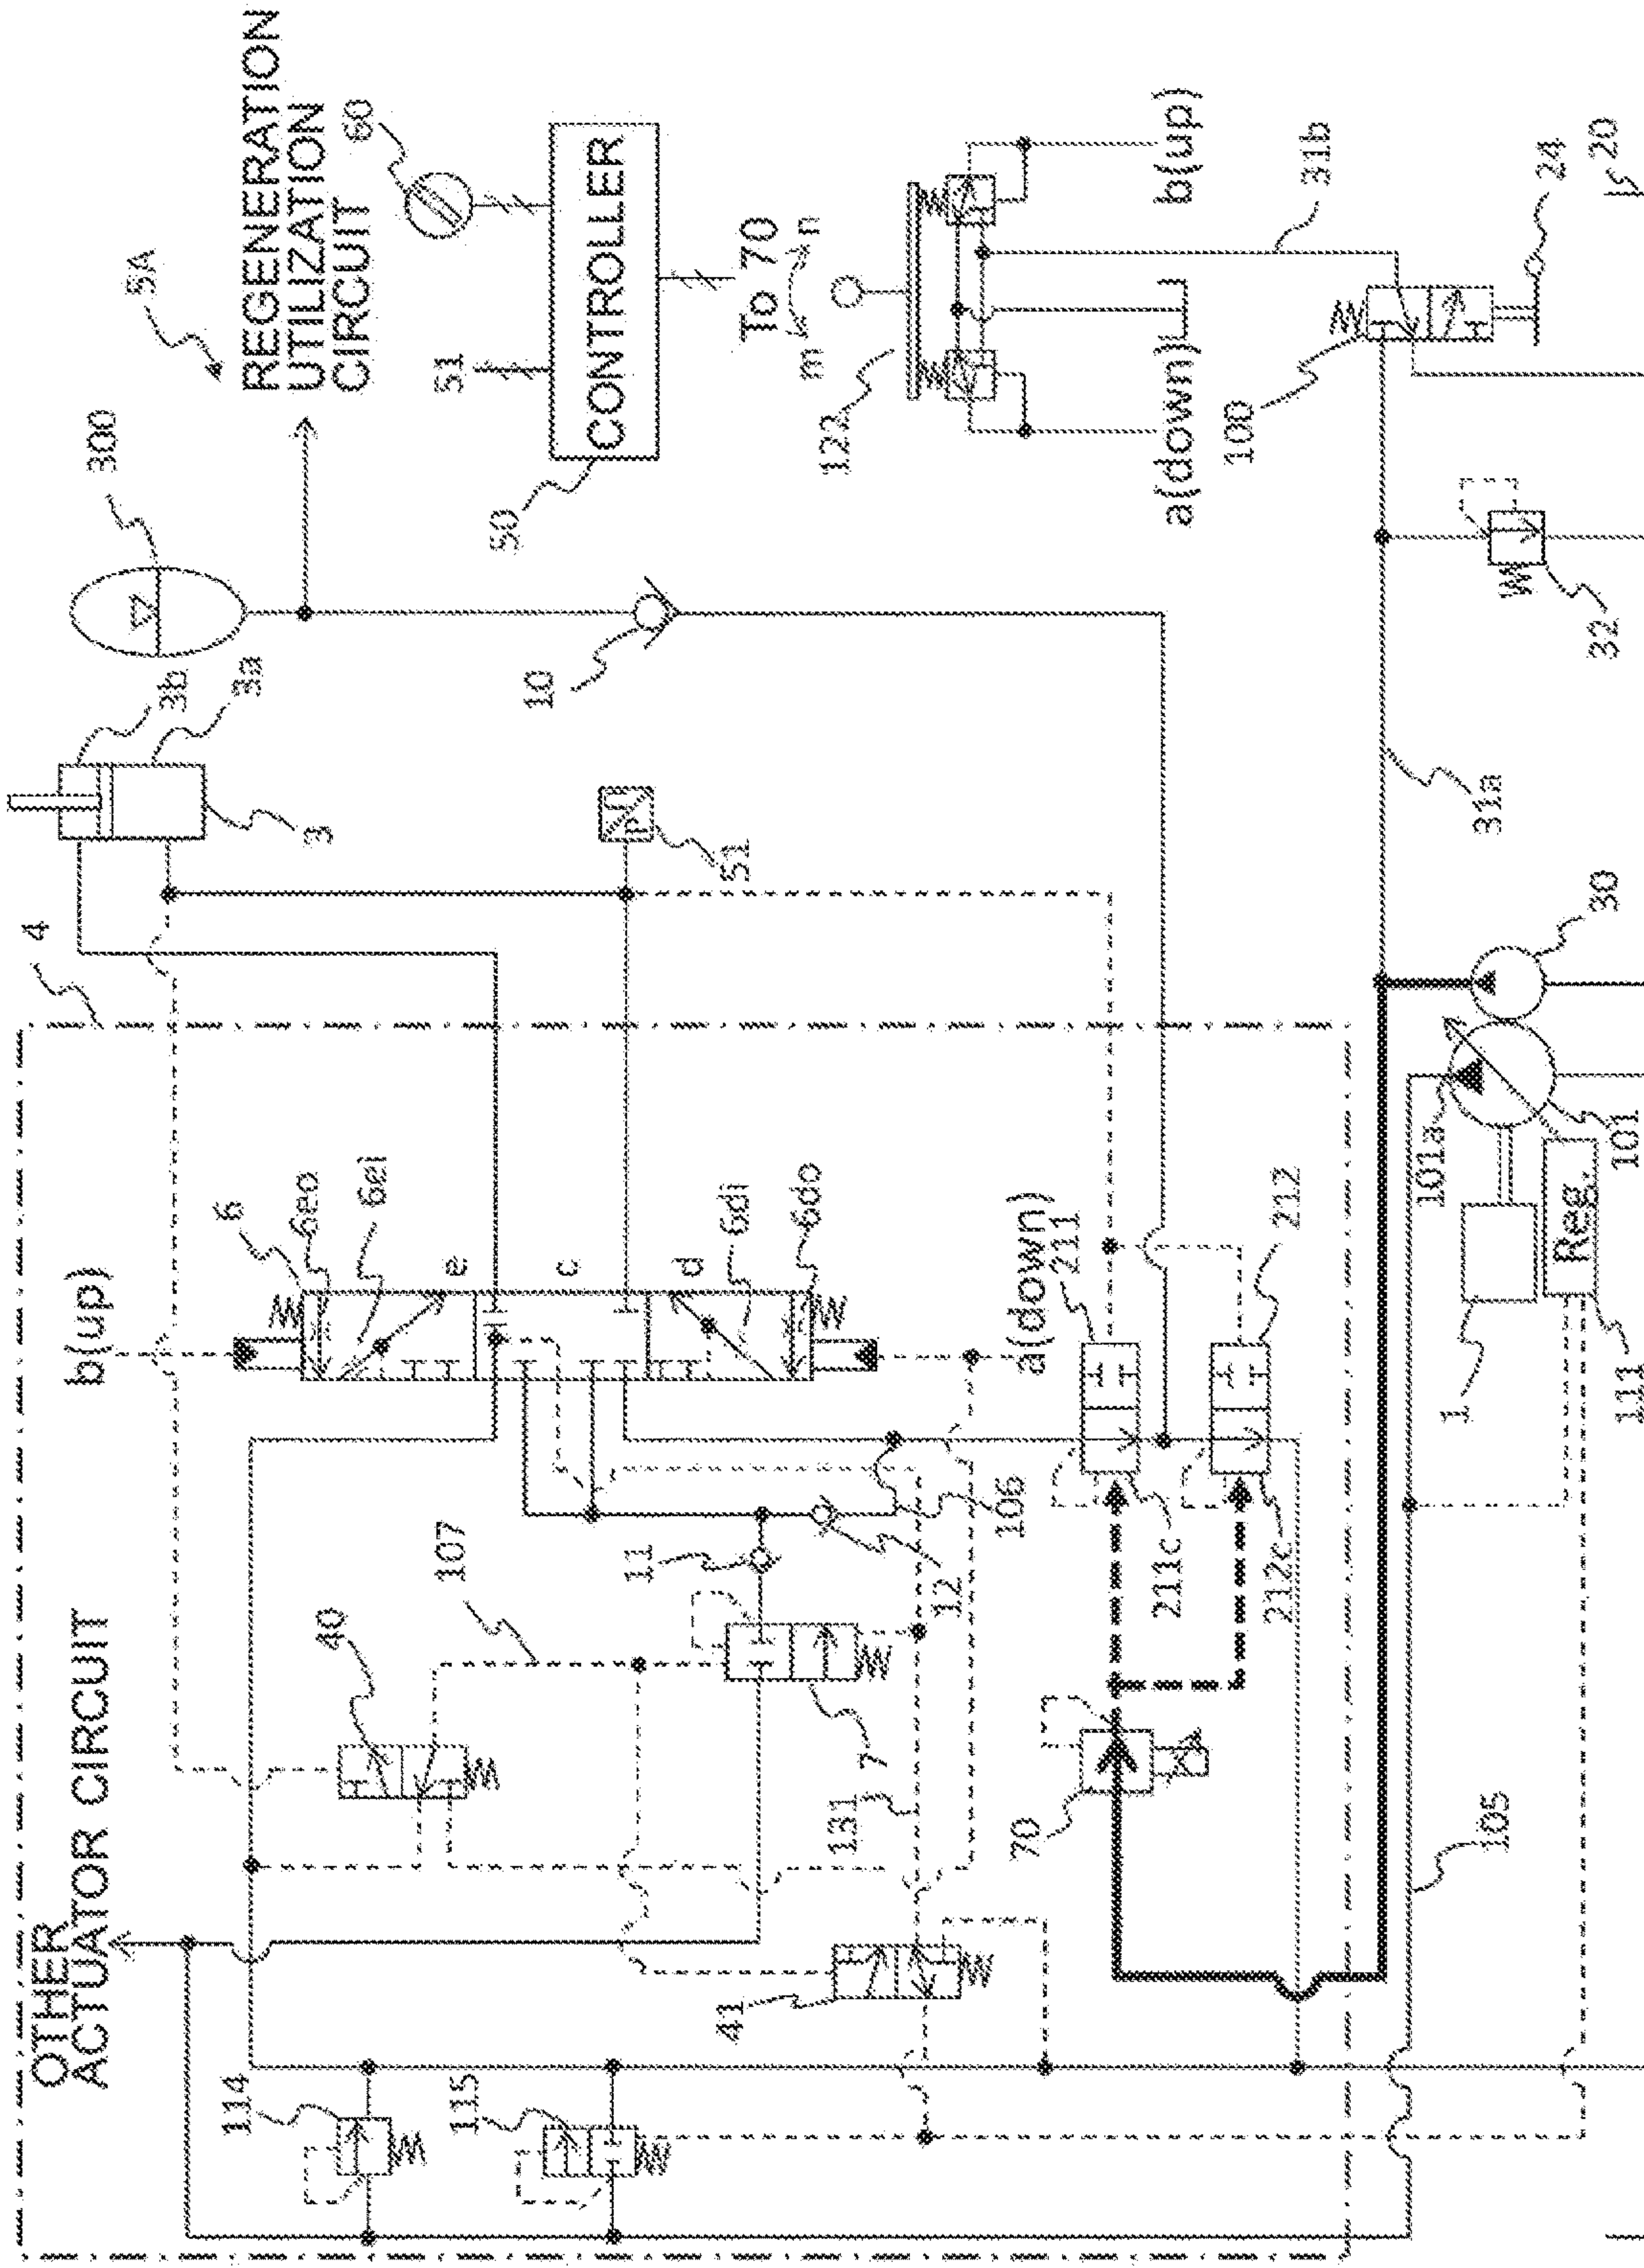 OTHER
ACTUATOR CIRCUIT
b(up)
4
3b
3a
3
300
5A
REGENERATION
UTILIZATION
CIRCUIT
60
51
CONTROLLER
50
To 70
m
n
122
a(down)
b(up)
31b
100
24
20
32
31a
30
10
51
6
6eo
6ei
e
c
d
6di
6do
a(down)
211
212
211c
212c
106
107
11
12
40
7
131
70
41
114
115
105
101a
101
1
Reg.
111